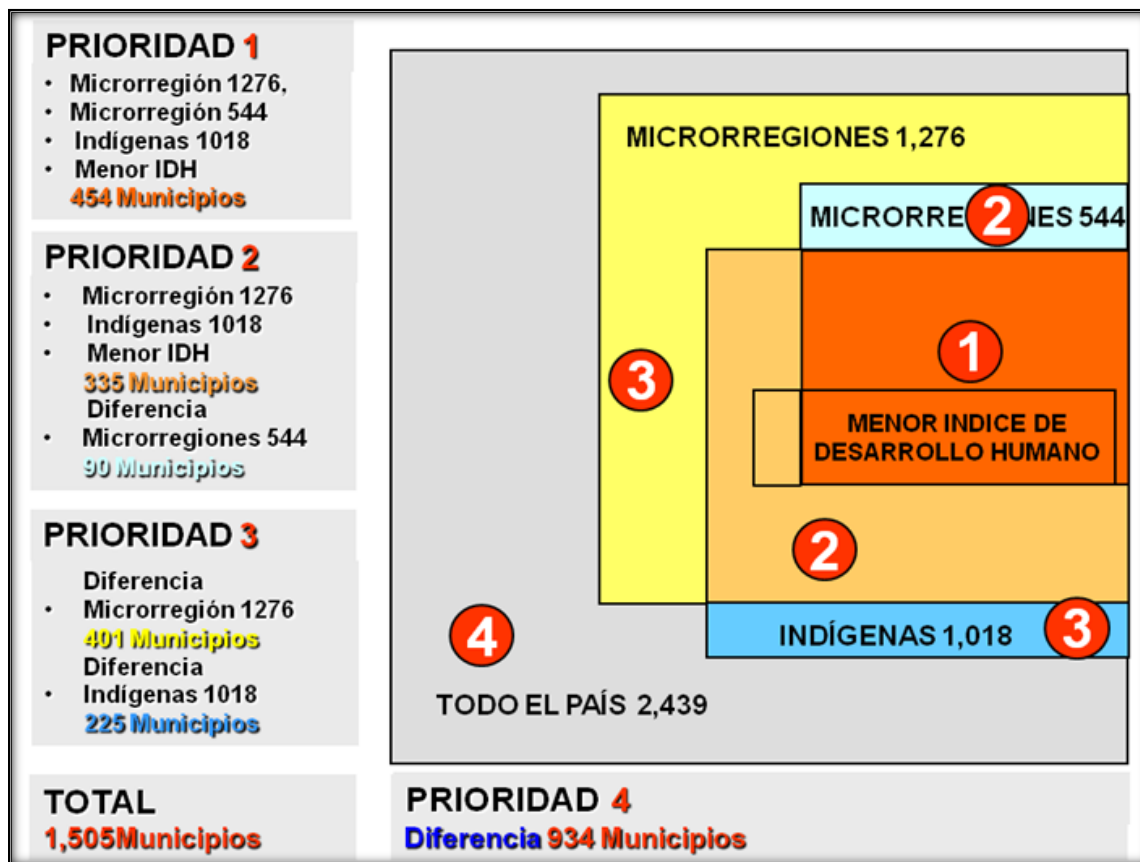 PRIORIDAD 1
• Microrregión 1276,
• Microrregión 544
• Indígenas 1018
• Menor IDH
454 Municipios
PRIORIDAD 2
• Microrregión 1276
• Indígenas 1018
• Menor IDH
335 Municipios
Diferencia
• Microrregiones 544
90 Municipios
PRIORIDAD 3
Diferencia
• Microrregión 1276
401 Municipios
Diferencia
• Indígenas 1018
225 Municipios
TOTAL
1,505Municipios
MICRORREGIONES 1,276
2
NES 544
1
3
MENOR INDICE DE
DESARROLLO HUMANO
2
INDÍGENAS 1,018
3
4
TODO EL PAÍS 2,439
PRIORIDAD 4
Diferencia 934 Municipios